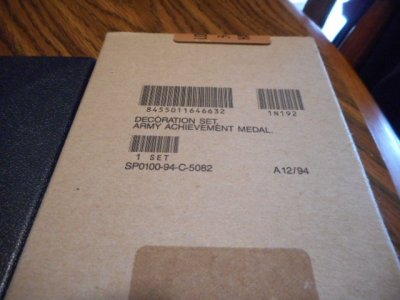 8455011646632 1N192
DECORATION SET,
ARMY ACHIEVEMENT MEDAL.
1 SET
SP0100-94-C-5082 A12/94